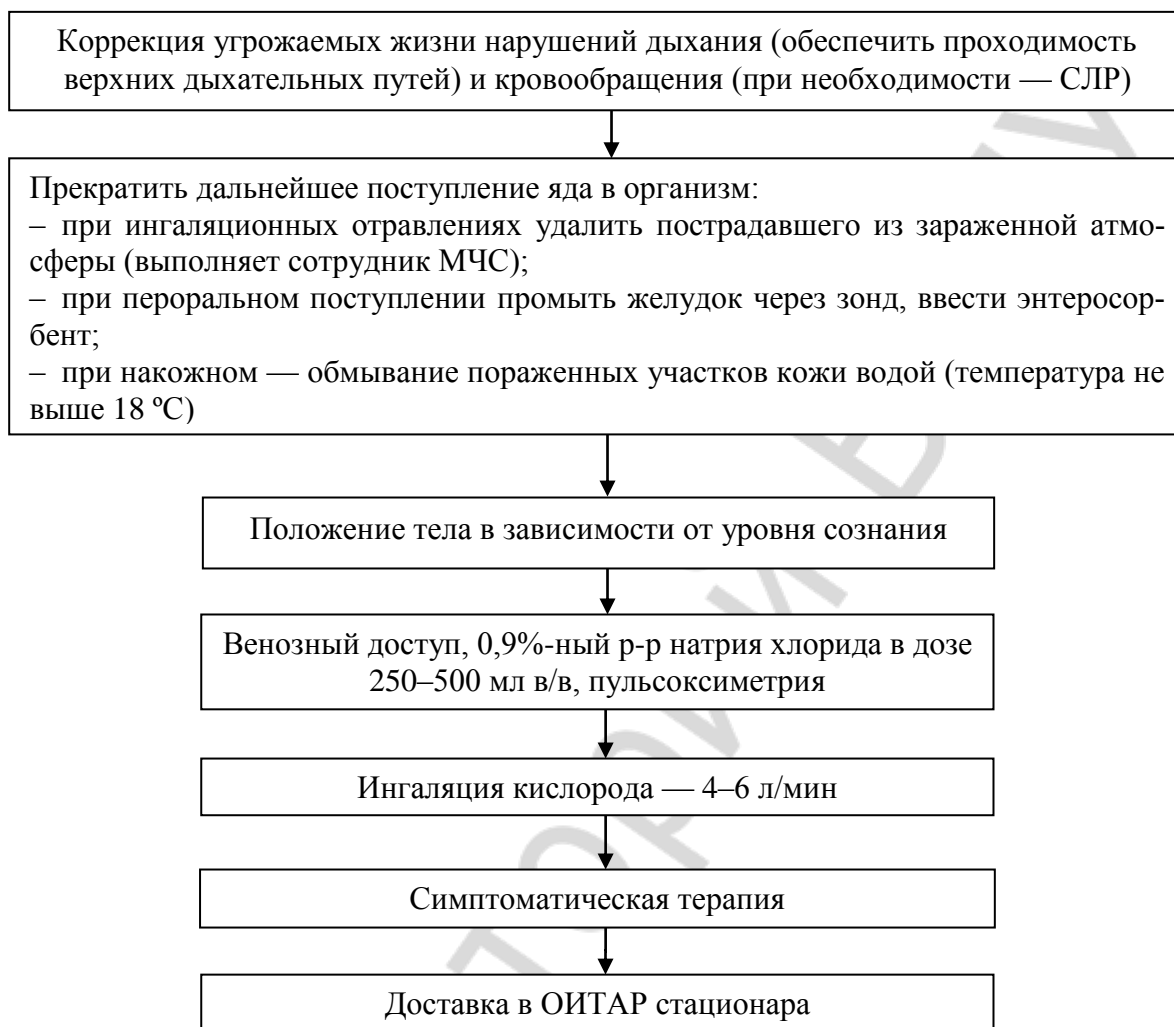 Коррекция угрожаемых жизни нарушений дыхания (обеспечить проходимость
верхних дыхательных путей) и кровообращения (при необходимости — СЛР)
Прекратить дальнейшее поступление яда в организм:
– при ингаляционных отравлениях удалить пострадавшего из зараженной атмо-
сферы (выполняет сотрудник МЧС);
– при пероральном поступлении промыть желудок через зонд, ввести энтеросор-
бент;
– при накожном — обмывание пораженных участков кожи водой (температура не
выше 18 ºС)
Положение тела в зависимости от уровня сознания
Венозный доступ, 0,9%-ный р-р натрия хлорида в дозе
250–500 мл в/в, пульсоксиметрия
Ингаляция кислорода — 4–6 л/мин
Симптоматическая терапия
Доставка в ОИТАР стационара